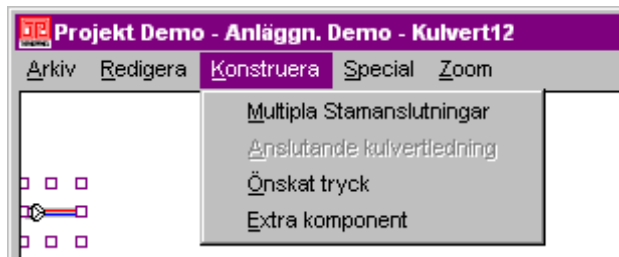 Projekt Demo - Anläggn. Demo - Kulvert12
Arkiv Redigera Konstruera Special Zoom
Multipla Stamanslutningar
Anslutande kulvertledning
Önskat tryck
Extra komponent